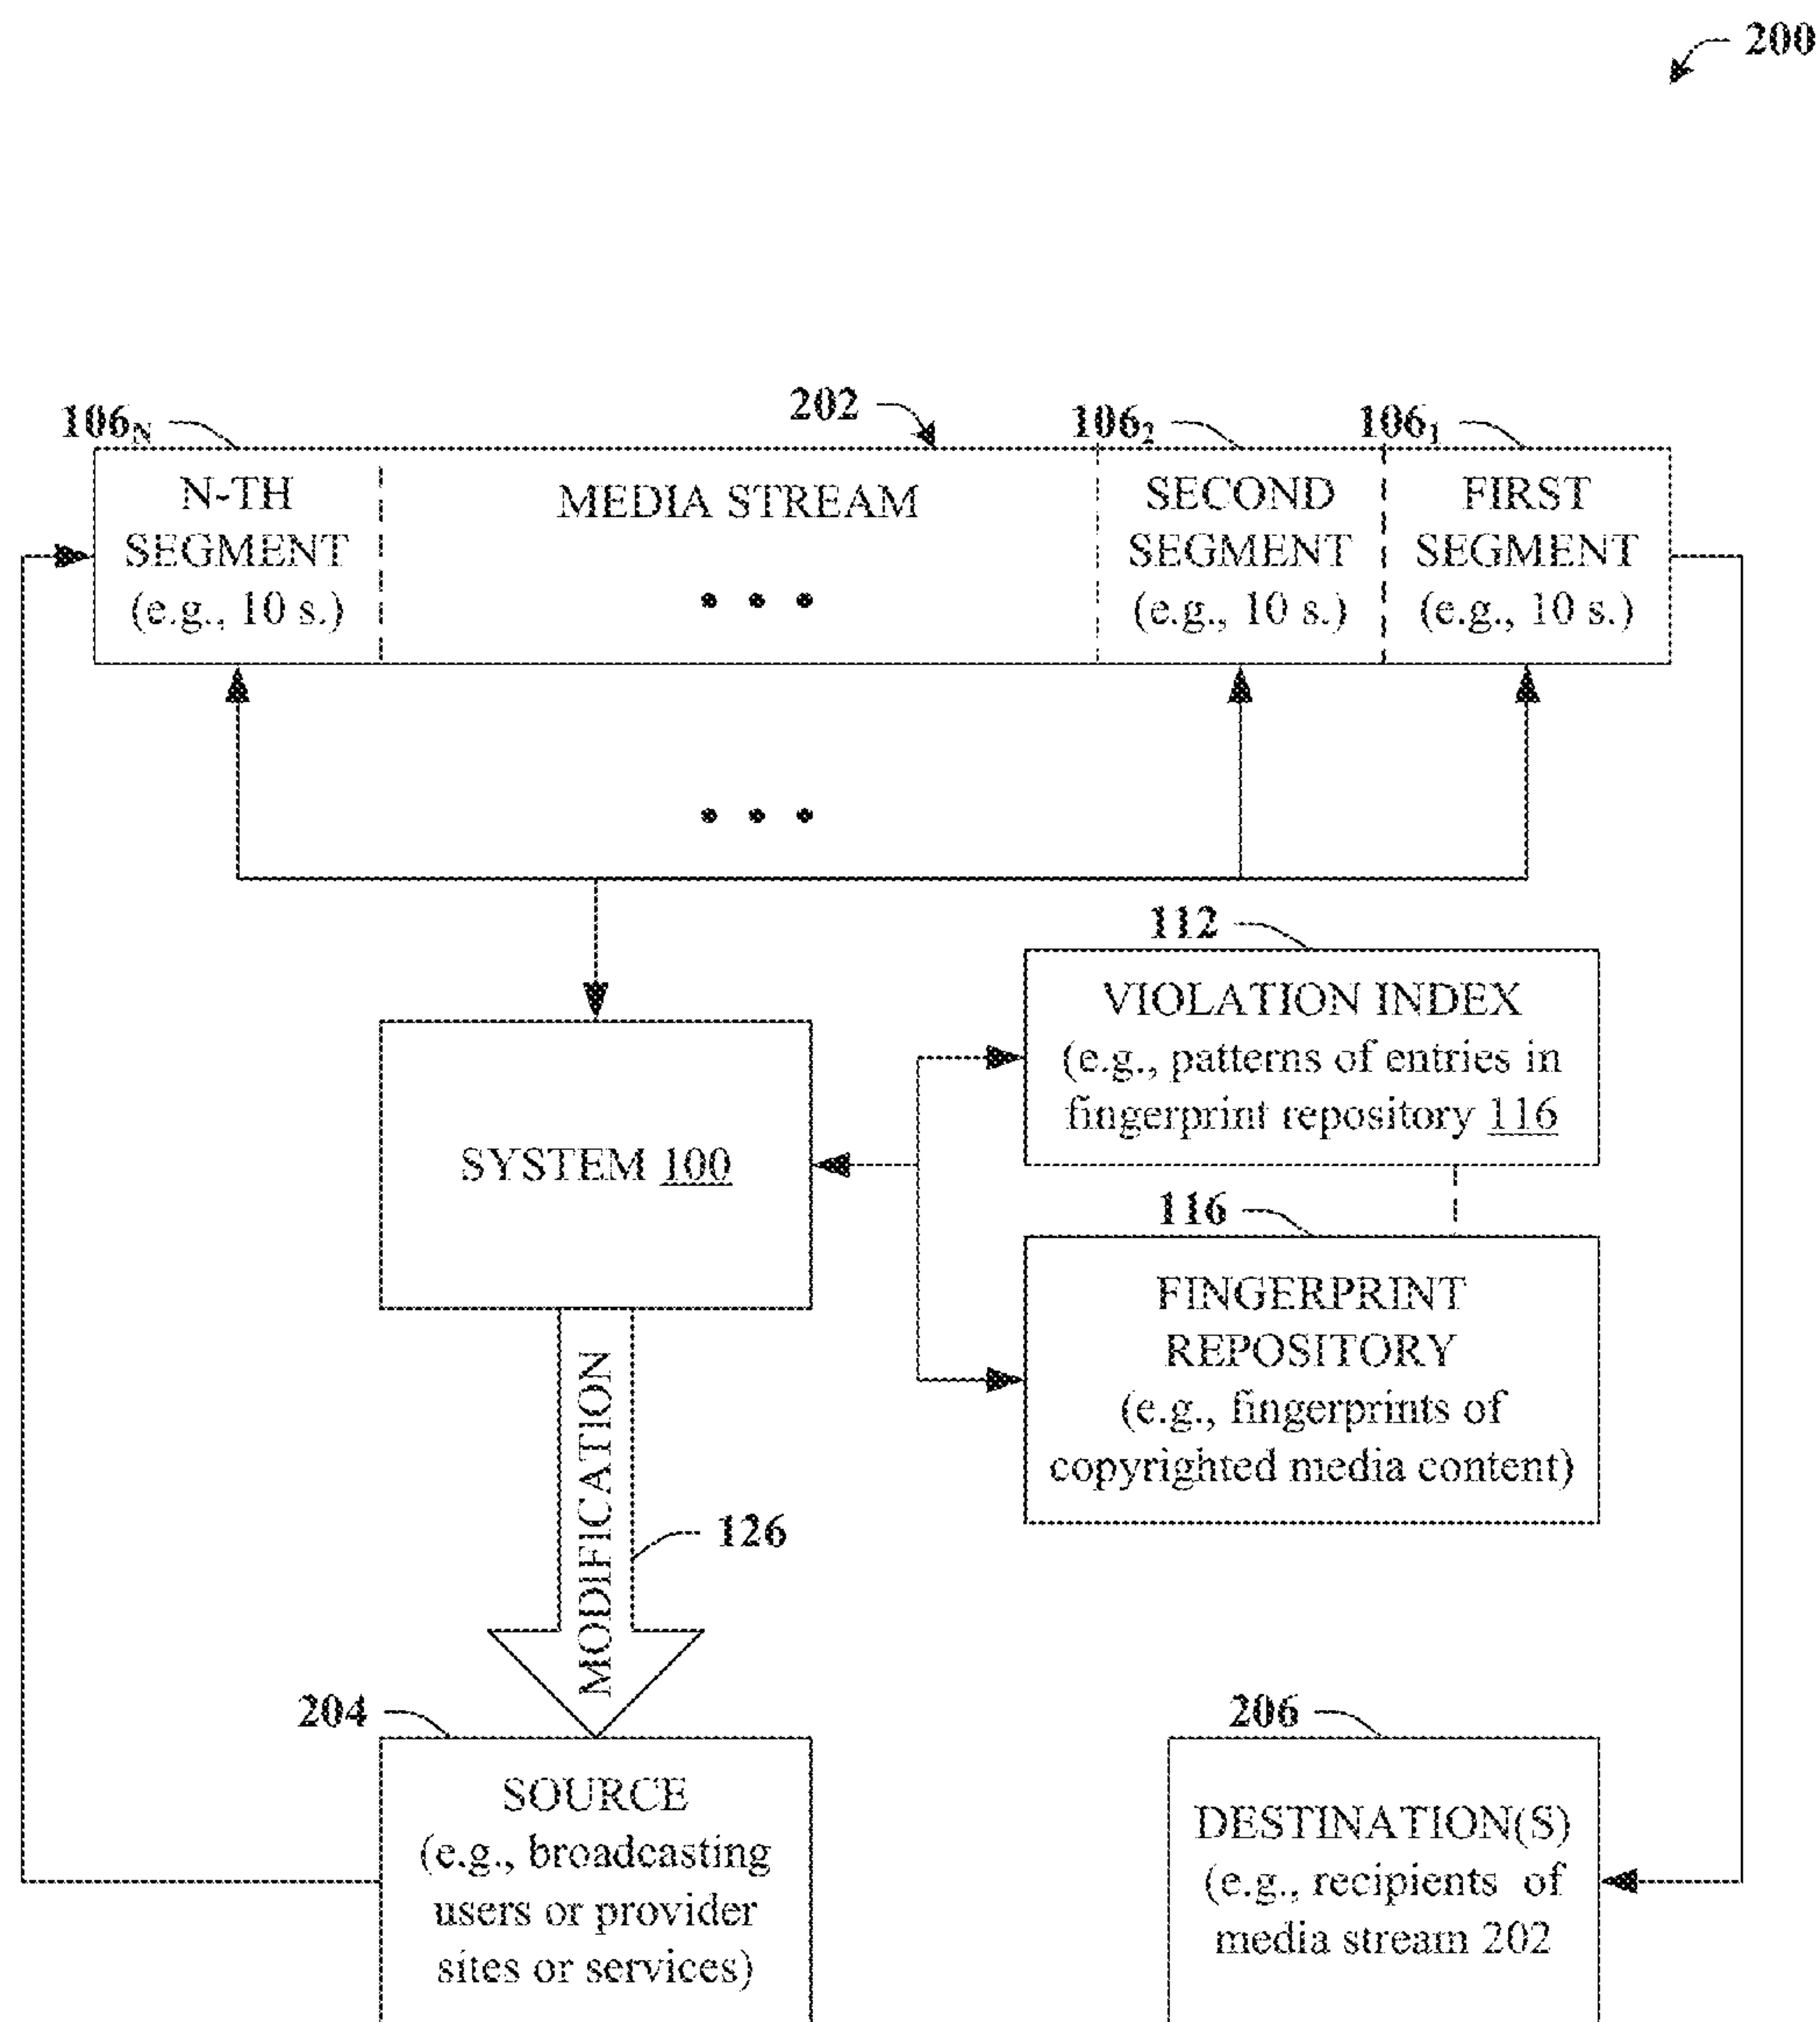 200
106N
202
106₂
106₁
N-TH
SEGMENT
(e.g., 10 s.)
MEDIA STREAM
• • •
SECOND
SEGMENT
(e.g., 10 s.)
FIRST
SEGMENT
(e.g., 10 s.)
• • •
112
VIOLATION INDEX
(e.g., patterns of entries in
fingerprint repository 116
SYSTEM 100
116
FINGERPRINT
REPOSITORY
(e.g., fingerprints of
copyrighted media content)
MODIFICATION
126
204
SOURCE
(e.g., broadcasting
users or provider
sites or services)
206
DESTINATION(S)
(e.g., recipients of
media stream 202